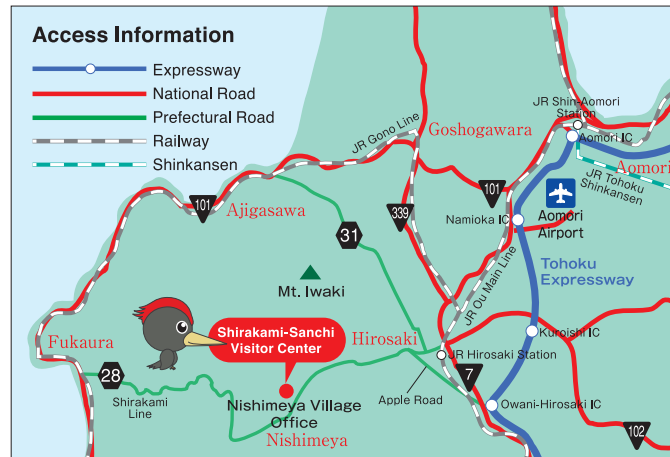 Access Information
Expressway
National Road
Prefectural Road
Railway
Shinkansen
JR Gono Line
Goshogawara
JR Shin-Aomori
Station
Aomori IC
Aomori
JR Tohoku
Shinkansen
101
Ajigasawa
31
339
101
Namioka IC
Aomori
Airport
Mt. Iwaki
JR Ou Main Line
Tohoku
Expressway
Fukaura
Shirakami-Sanchi
Visitor Center
Hirosaki
Kuroishi IC
JR Hirosaki Station
28
Shirakami
Line
Nishimeya Village
Office
Nishimeya
Apple Road
7
Owani-Hirosaki IC
102